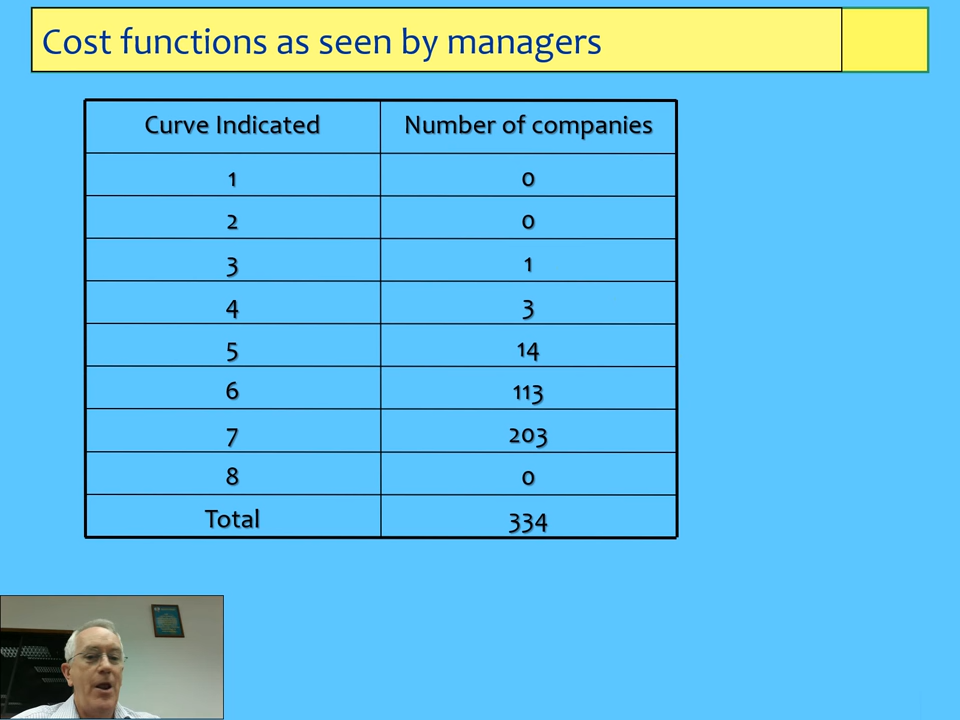 Cost functions as seen by managers
Curve Indicated Number of companies
1 0
2 0
3 1
4 3
5 14
6 113
7 203
8 0
Total 334